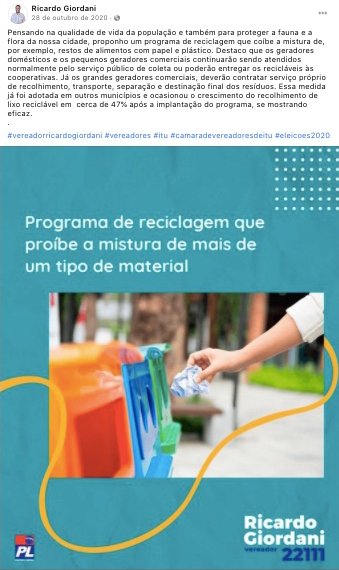 Ricardo Giordani
28 de outubro de 2020 ·
Pensando na qualidade de vida da população e também para proteger a fauna e a
flora da nossa cidade, proponho um programa de reciclagem que coíbe a mistura de,
por exemplo, restos de alimentos com papel e plástico. Destaco que os geradores
domésticos e os pequenos geradores comerciais continuarão sendo atendidos
normalmente pelo serviço público de coleta ou poderão entregar os recicláveis às
cooperativas. Já os grandes geradores comerciais, deverão contratar serviço próprio
de recolhimento, transporte, separação e destinação final dos resíduos. Essa medida
já foi adotada em outros municípios e ocasionou o crescimento do recolhimento de
lixo reciclável em cerca de 47% após a implantação do programa, se mostrando
eficaz.
.
#vereadorricardogiordani #vereadores #itu #camaradevereadoresdeitu #eleicoes2020
Programa de reciclagem que
proíbe a mistura de mais de
um tipo de material
PL
Ricardo
Giordani
vereador 22111